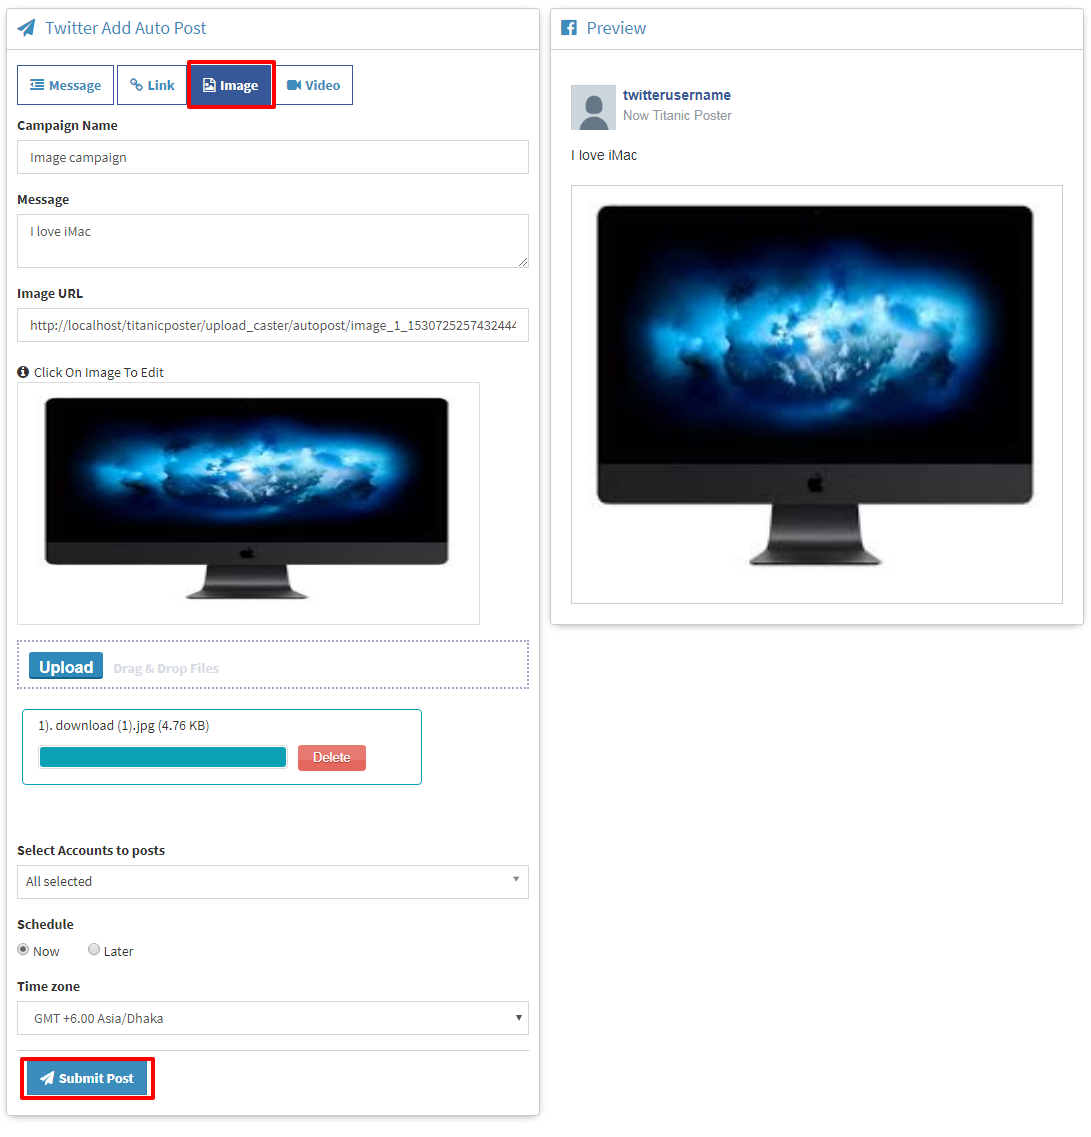 Twitter Add Auto Post
Message
Link
Image
Video
Campaign Name
Image campaign
Message
I love iMac
Image URL
http://localhost/titanicposter/upload_caster/autopost/image_1_1530725257432444
Click On Image To Edit
Upload
Drag & Drop Files
1). download (1).jpg (4.76 KB)
Delete
Select Accounts to posts
All selected
Schedule
Now
Later
Time zone
GMT +6.00 Asia/Dhaka
Submit Post
Preview
twitterusername
Now Titanic Poster
I love iMac